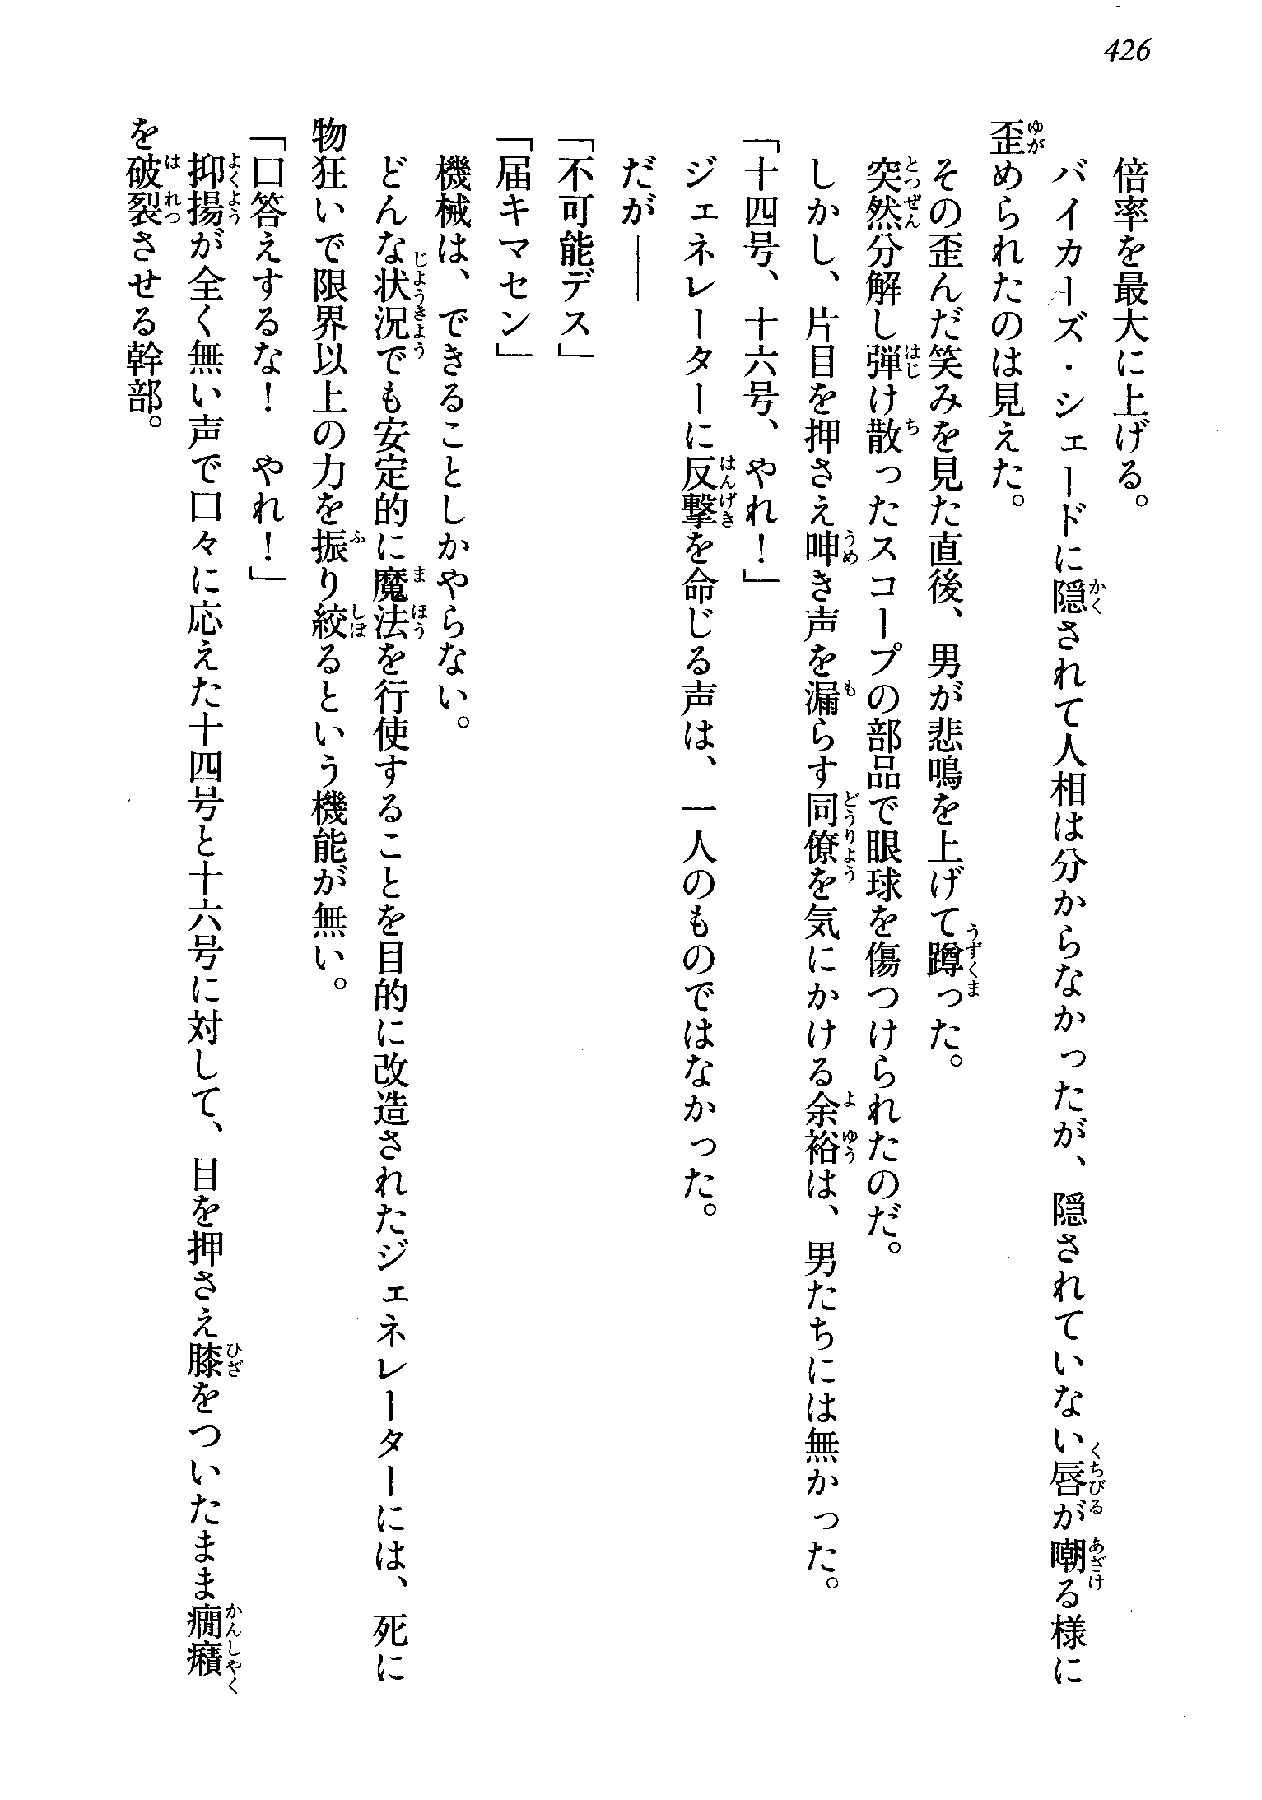 426
倍率を最大に上げる。
バイカーズ・シェードに隠されて人相は分からなかったが、隠されていない唇が嘲る様に
歪められたのは見えた。
その歪んだ笑みを見た直後、男が悲鳴を上げて蹲った。
突然分解し弾け散ったスコープの部品で眼球を傷つけられたのだ。
しかし、片目を押さえ呻き声を漏らす同僚を気にかける余裕は、男たちには無かった。
「十四号、十六号、やれ！」
ジェネレーターに反撃を命じる声は、一人のものではなかった。
だが――
「不可能デス」
「届キマセン」
機械は、できることしかやらない。
どんな状況でも安定的に魔法を行使することを目的に改造されたジェネレーターには、死に
物狂いで限界以上の力を振り絞るという機能が無い。
「口答えするな！　やれ！」
抑揚が全く無い声で口々に応えた十四号と十六号に対して、目を押さえ膝をついたまま癇癪
を破裂させる幹部。